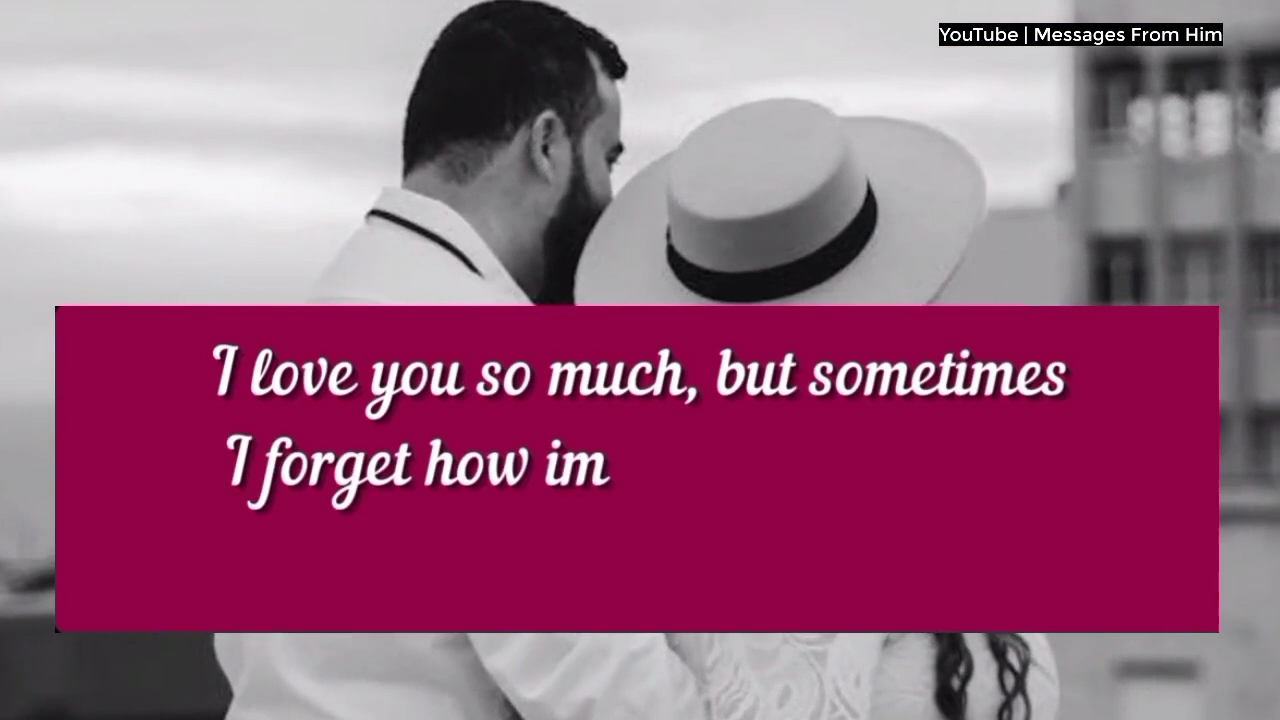 YouTube | Messages From Him
I love you so much, but sometimes
I forget how im